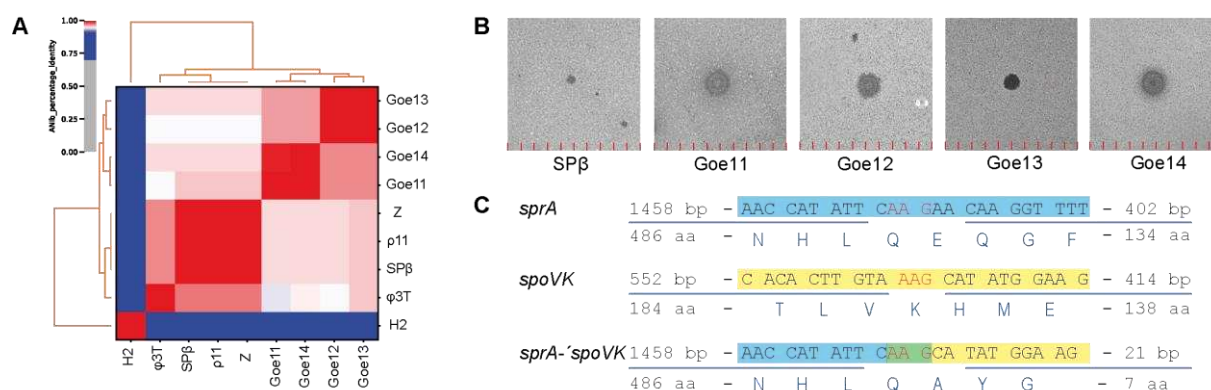 A
1.00
0.75
0.50
0.25
0.00
ANIb_percentage_identity
Goe13
Goe12
Goe14
Goe11
Z
ρ11
SPβ
φ3T
H2
H2
φ3T
SPβ
ρ11
Z
Goe11
Goe14
Goe12
Goe13
B
SPβ
Goe11
Goe12
Goe13
Goe14
C
sprA 1458 bp - AAC CAT ATT CAAG AA CAA GGT TTT - 402 bp
486 aa N H L Q E Q G F 134 aa
spoVK 552 bp - C ACA CTT GTA AAG CAT ATG GAA G - 414 bp
184 aa T L V K H M E 138 aa
sprA-´spoVK 1458 bp - AAC CAT ATT CAA GCA TAT GGA AG - 21 bp
486 aa N H L Q A Y G - 7 aa